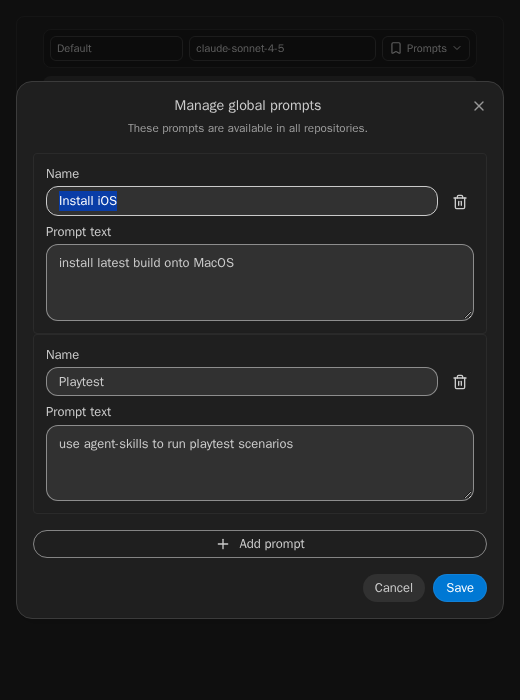 Default
claude-sonnet-4-5
Prompts
Manage global prompts
These prompts are available in all repositories.
Name
Install iOS
Prompt text
install latest build onto MacOS
Name
Playtest
Prompt text
use agent-skills to run playtest scenarios
Add prompt
Cancel
Save